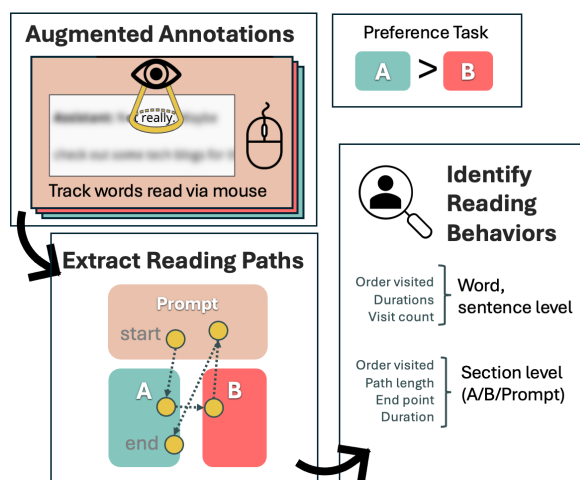 Augmented Annotations
Assistant:
really.
check out some tech blogs for
Track words read via mouse
Preference Task
A > B
Extract Reading Paths
Prompt
start
A
B
end
Identify
Reading
Behaviors
Order visited
Durations
Visit count
Word,
sentence level
Order visited
Path length
End point
Duration
Section level
(A/B/Prompt)